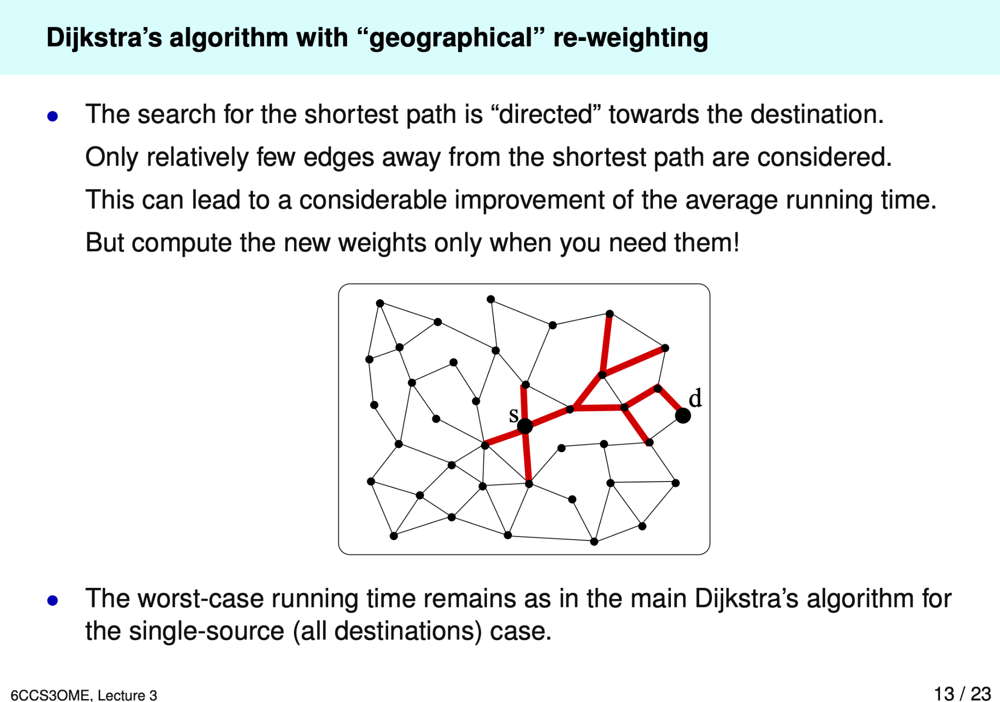 Dijkstra’s algorithm with “geographical” re-weighting
● The search for the shortest path is “directed” towards the destination.
Only relatively few edges away from the shortest path are considered.
This can lead to a considerable improvement of the average running time.
But compute the new weights only when you need them!
d
s
● The worst-case running time remains as in the main Dijkstra’s algorithm for
the single-source (all destinations) case.
6CCS3OME, Lecture 3
13 / 23